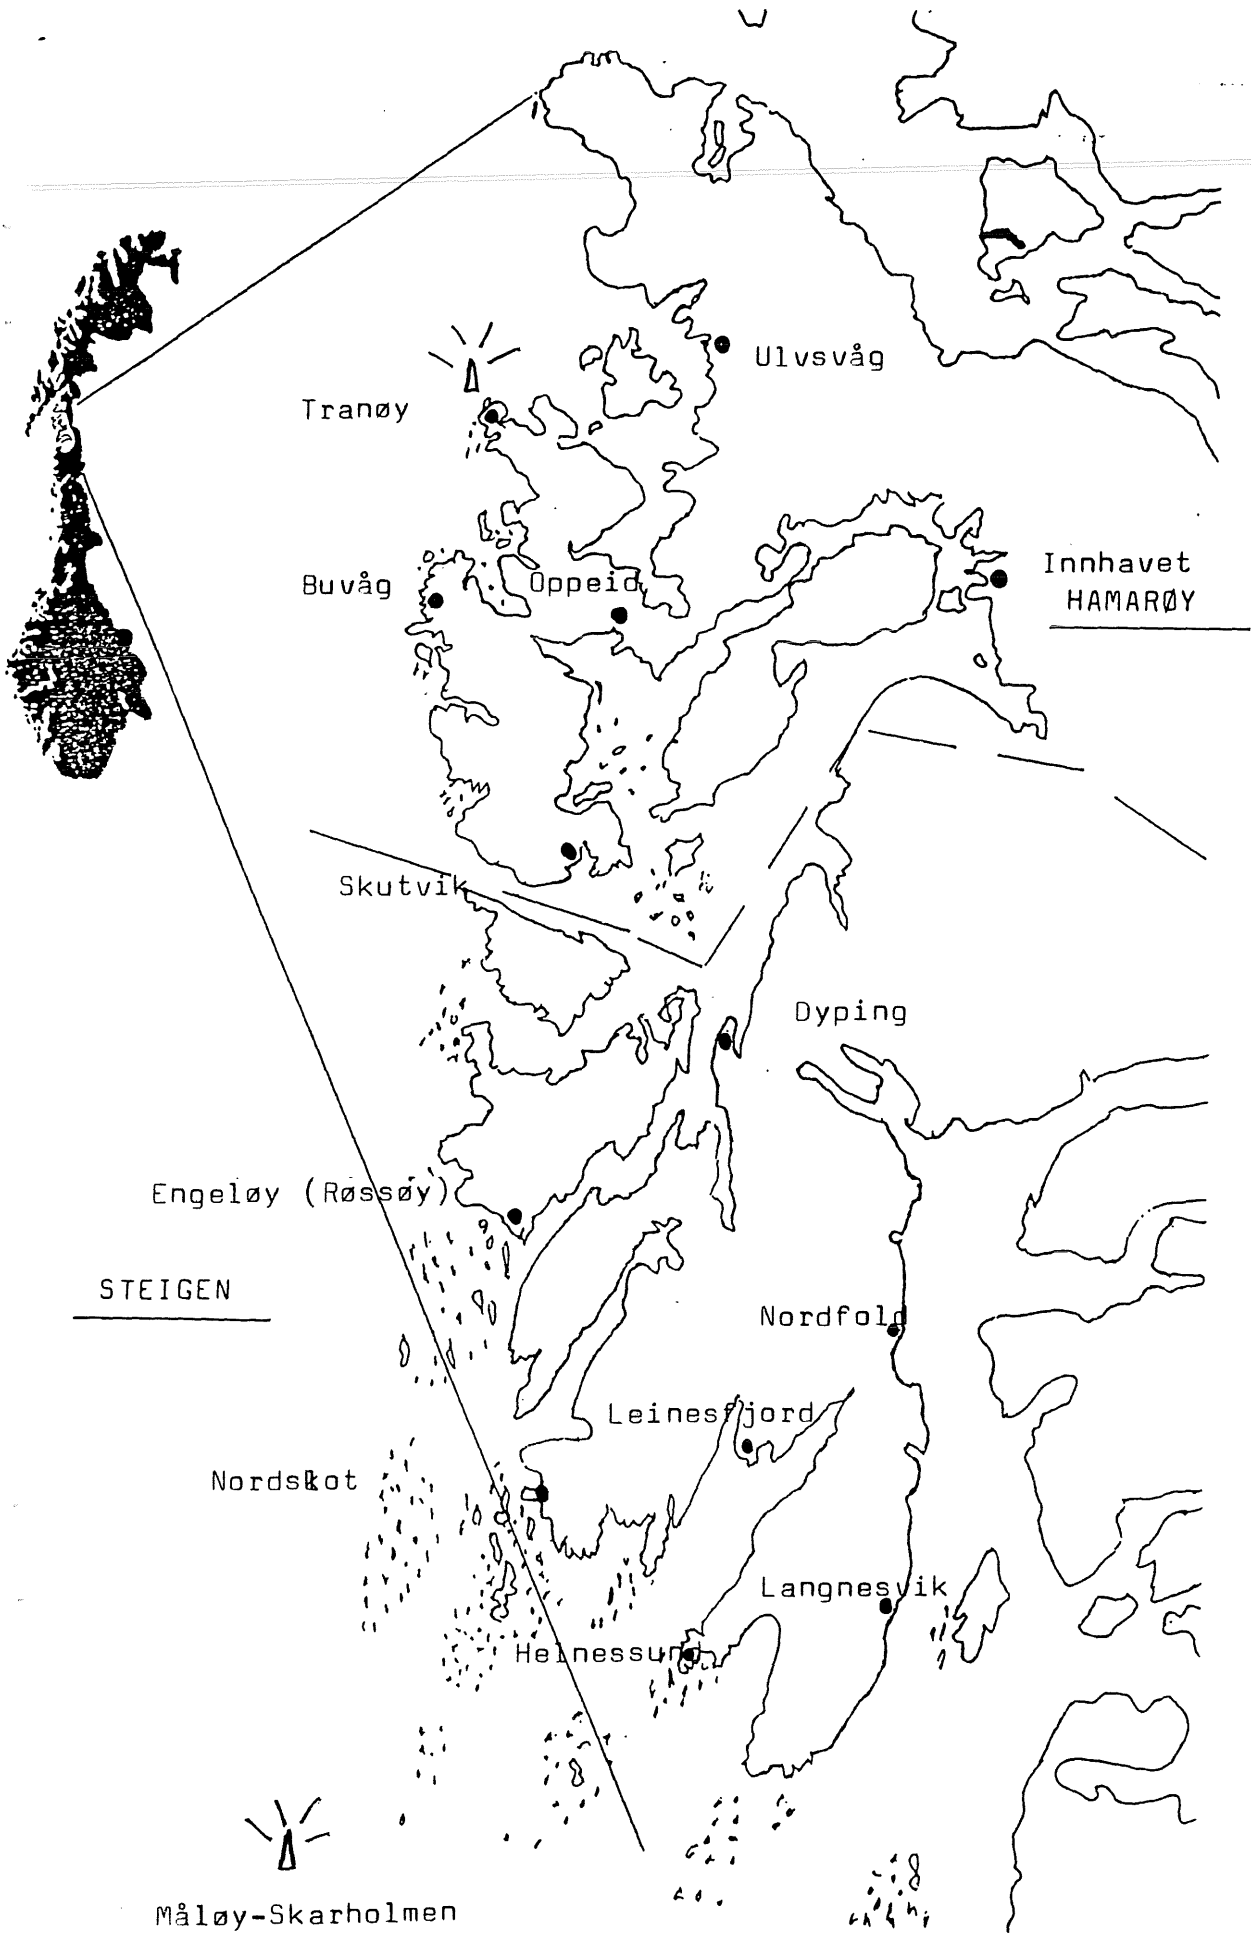 Ulvsvåg
Tranøy
Innhavet
HAMARØY
Buvåg
Oppeid
Skutvik
Dyping
Engeløy (Røssøy)
STEIGEN
Nordfold
Leinesfjord
Nordskot
Langnesvik
Helnessund
Måløy-Skarholmen